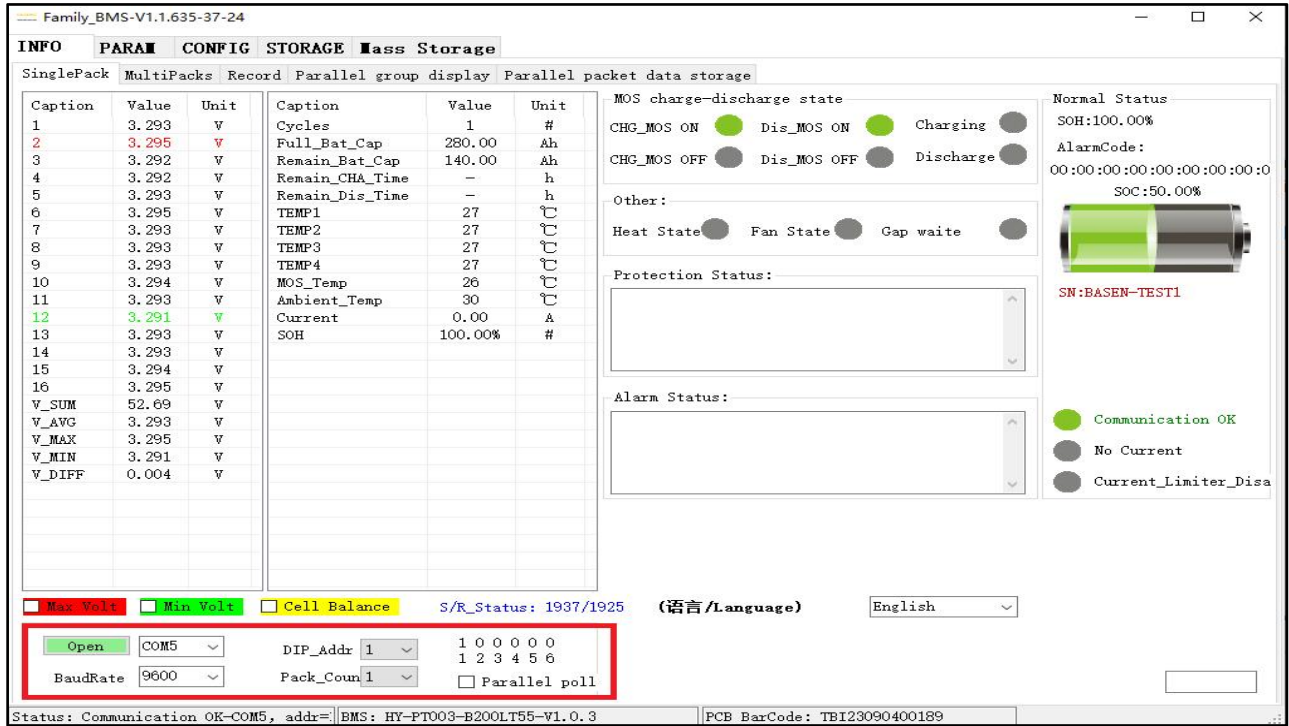 Family_BMS-V1.1.635-37-24
INFO PARAM CONFIG STORAGE Mass Storage
SinglePack MultiPacks Record Parallel group display Parallel packet data storage
Caption Value Unit
1 3.293 V
2 3.295 V
3 3.292 V
4 3.292 V
5 3.293 V
6 3.295 V
7 3.293 V
8 3.293 V
9 3.293 V
10 3.294 V
11 3.293 V
12 3.291 V
13 3.293 V
14 3.293 V
15 3.294 V
16 3.295 V
V_SUM 52.69 V
V_AVG 3.293 V
V_MAX 3.295 V
V_MIN 3.291 V
V_DIFF 0.004 V
Caption Value Unit
Cycles 1 #
Full_Bat_Cap 280.00 Ah
Remain_Bat_Cap 140.00 Ah
Remain_CHA_Time — h
Remain_Dis_Time — h
TEMP1 27 ℃
TEMP2 27 ℃
TEMP3 27 ℃
TEMP4 27 ℃
MOS_Temp 26 ℃
Ambient_Temp 30 ℃
Current 0.00 A
SOH 100.00% #
MOS charge-discharge state
CHG_MOS ON Dis_MOS ON Charging
CHG_MOS OFF Dis_MOS OFF Discharge
Other:
Heat State Fan State Gap waite
Protection Status:
Alarm Status:
Normal Status
SOH:100.00%
AlarmCode:
00:00:00:00:00:00:00:00:0
SOC:50.00%
SN:BASEN-TEST1
Communication OK
No Current
Current_Limiter_Disa
Max Volt Min Volt Cell Balance S/R_Status: 1937/1925 (语言/Language) English
Open COM5 DIP_Addr 1 1 0 0 0 0 0
1 2 3 4 5 6
BaudRate 9600 Pack_Coun 1 Parallel poll
Status: Communication OK-COM5, addr= BMS: HY-PT003-B200LT55-V1.0.3 PCB BarCode: TBI23090400189